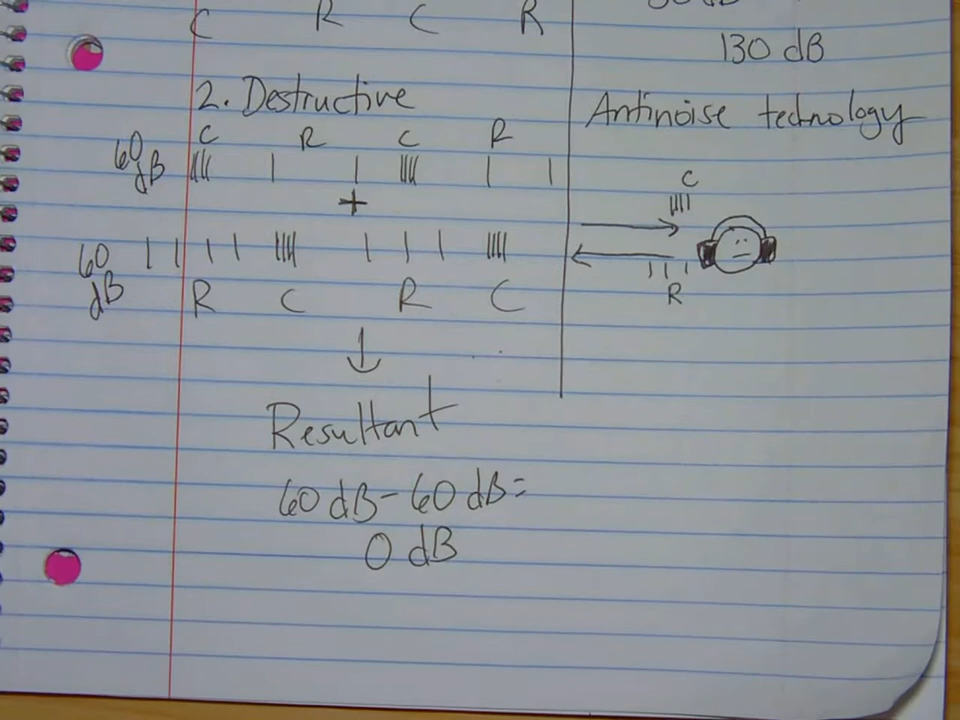 C R C R
130 dB
2. Destructive
Antinoise technology
C R C R
60 dB
+
60 dB
R C R C
C
R
Resultant
60 dB - 60 dB =
0 dB